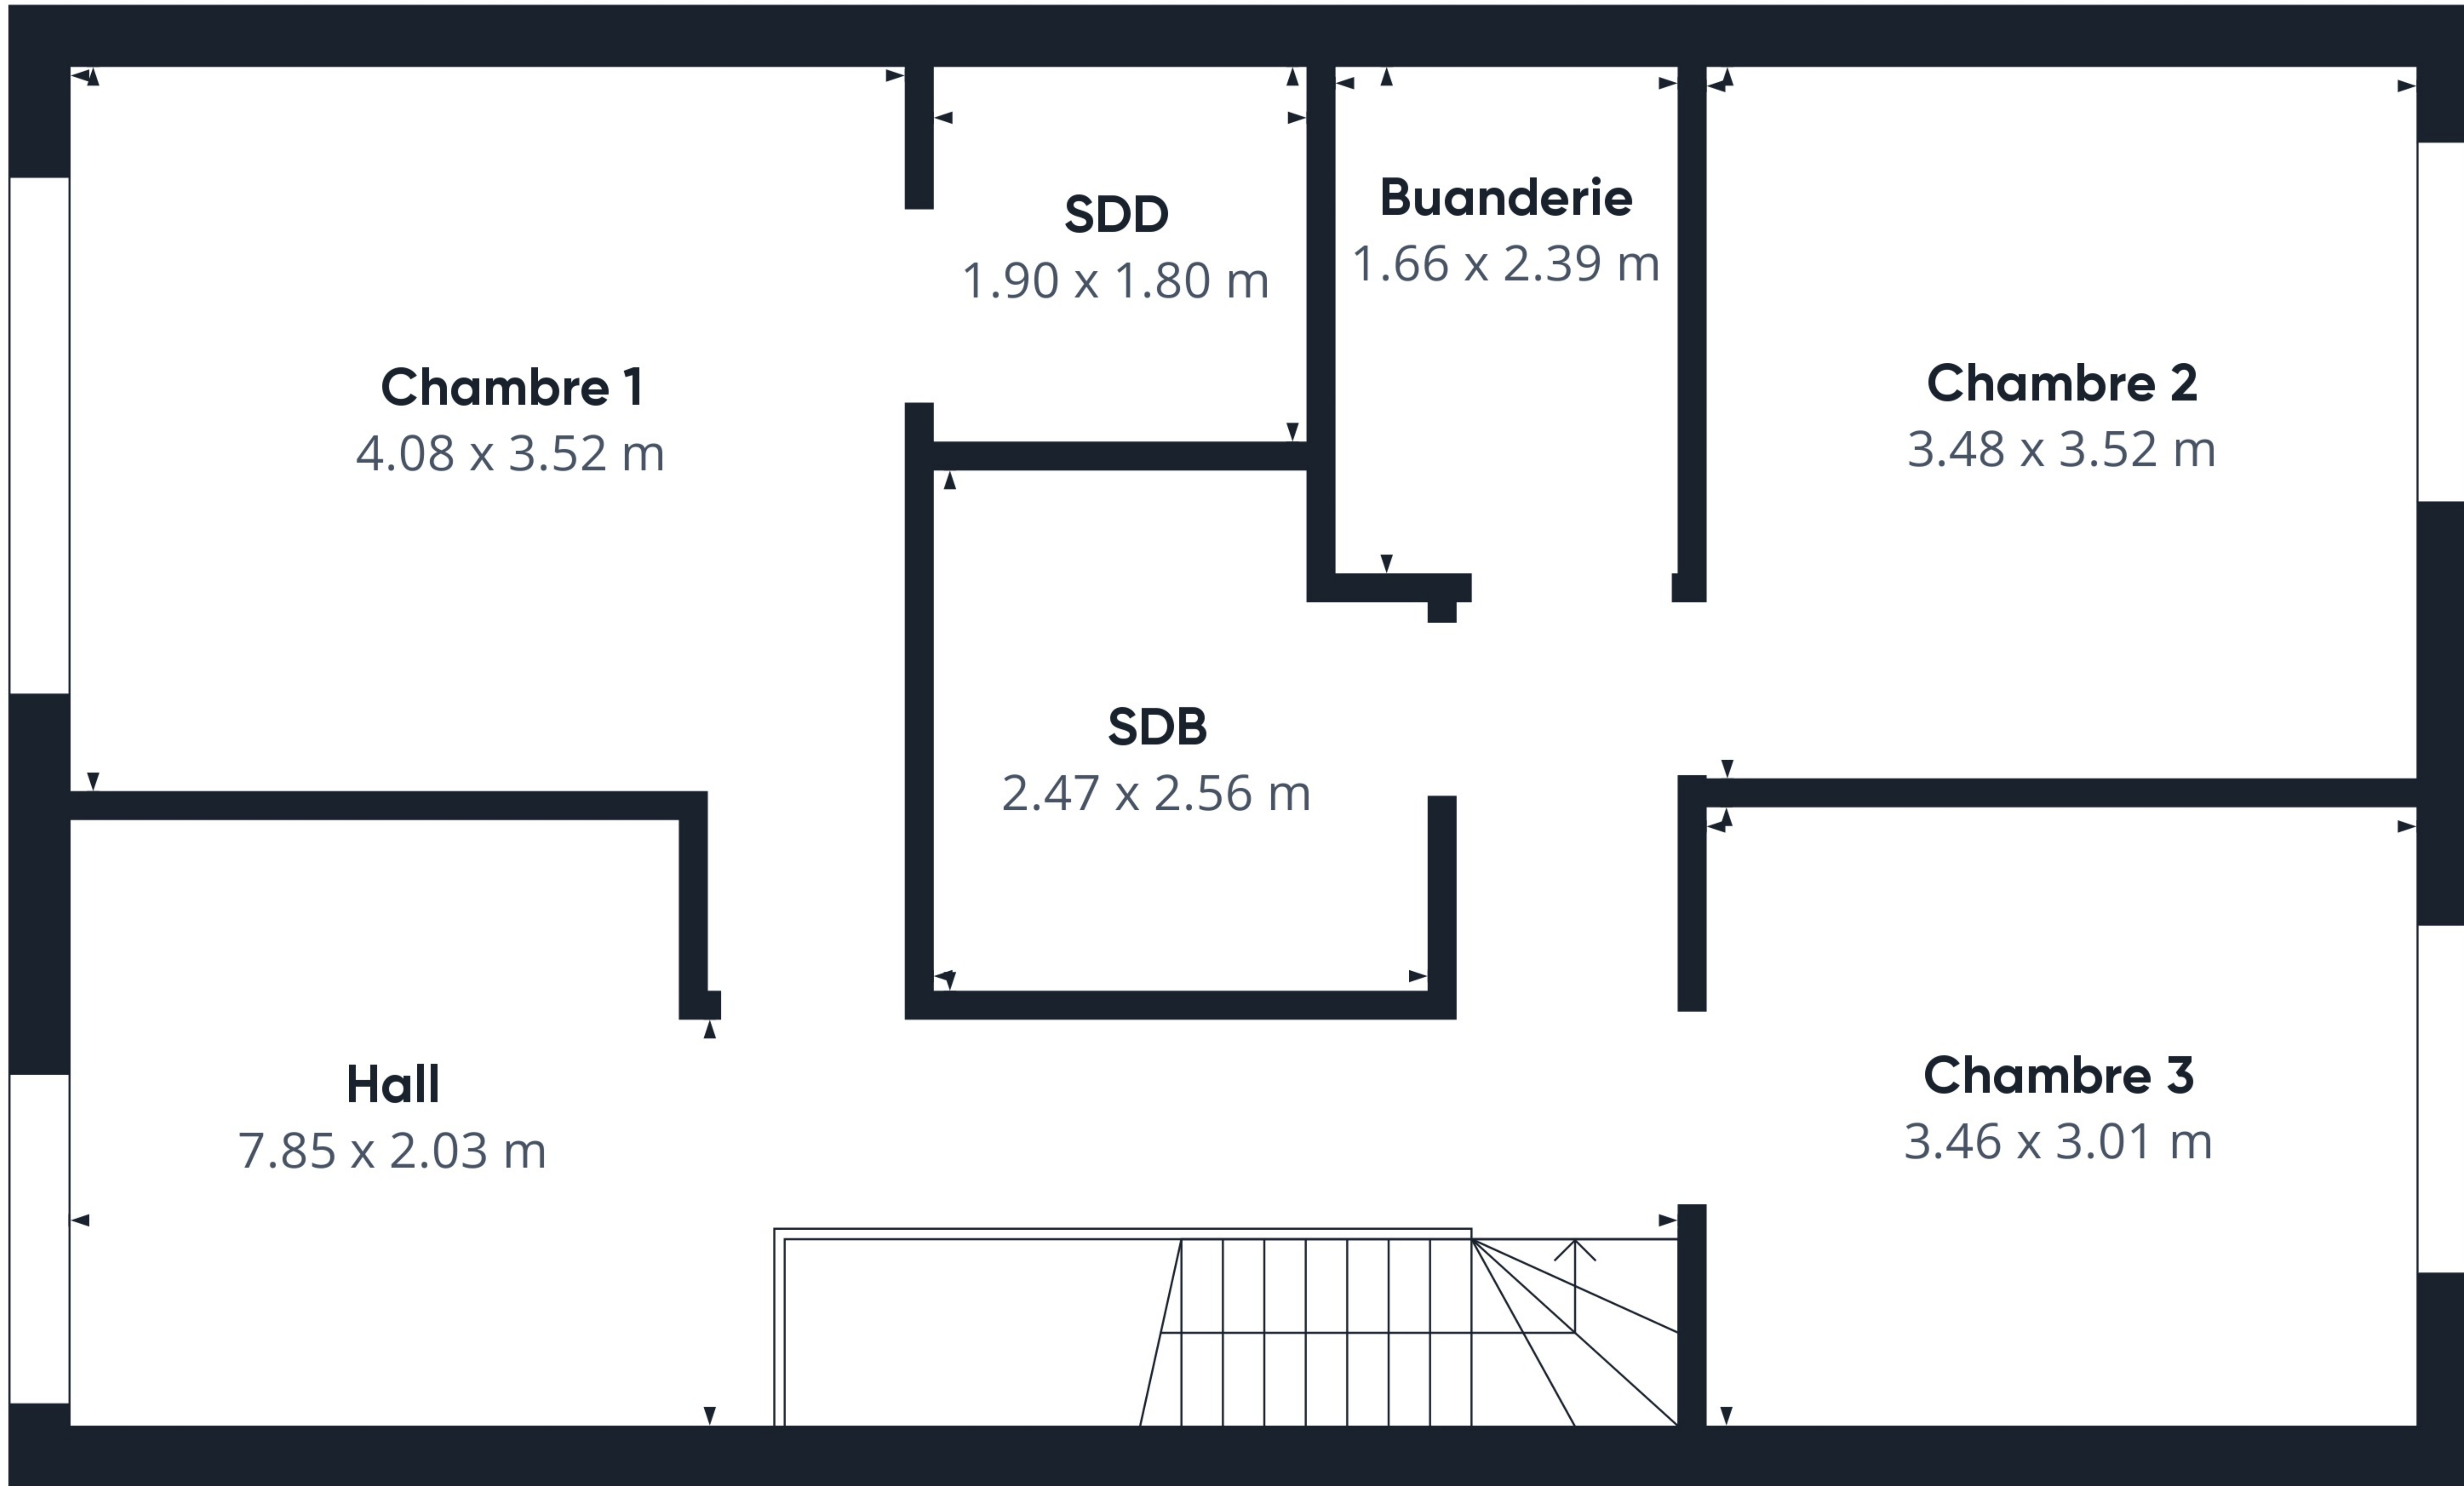 Chambre 1
4.08 x 3.52 m
SDD
1.90 x 1.80 m
Buanderie
1.66 x 2.39 m
Chambre 2
3.48 x 3.52 m
SDB
2.47 x 2.56 m
Hall
7.85 x 2.03 m
Chambre 3
3.46 x 3.01 m